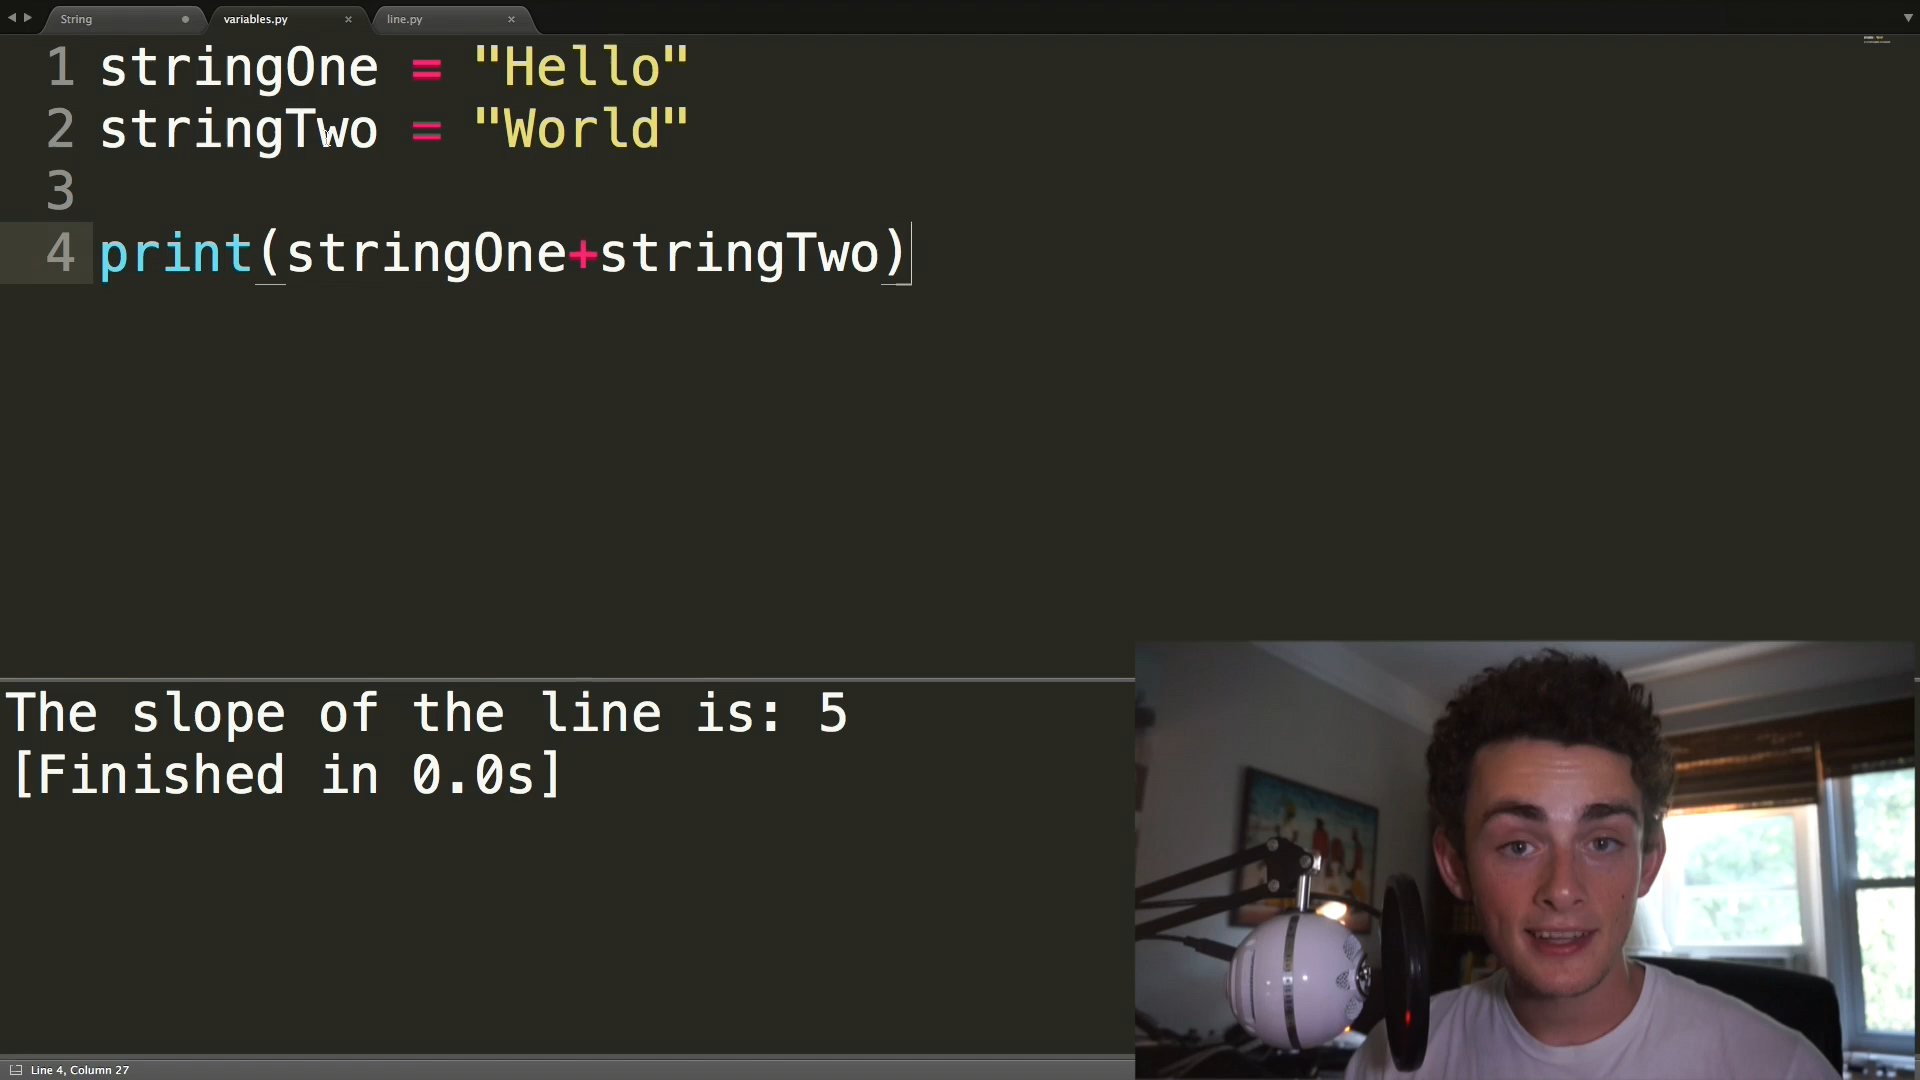 String variables.py line.py
1 stringOne = "Hello"
2 stringTwo = "World"
3
4 print(stringOne+stringTwo)
The slope of the line is: 5
[Finished in 0.0s]
Line 4, Column 27